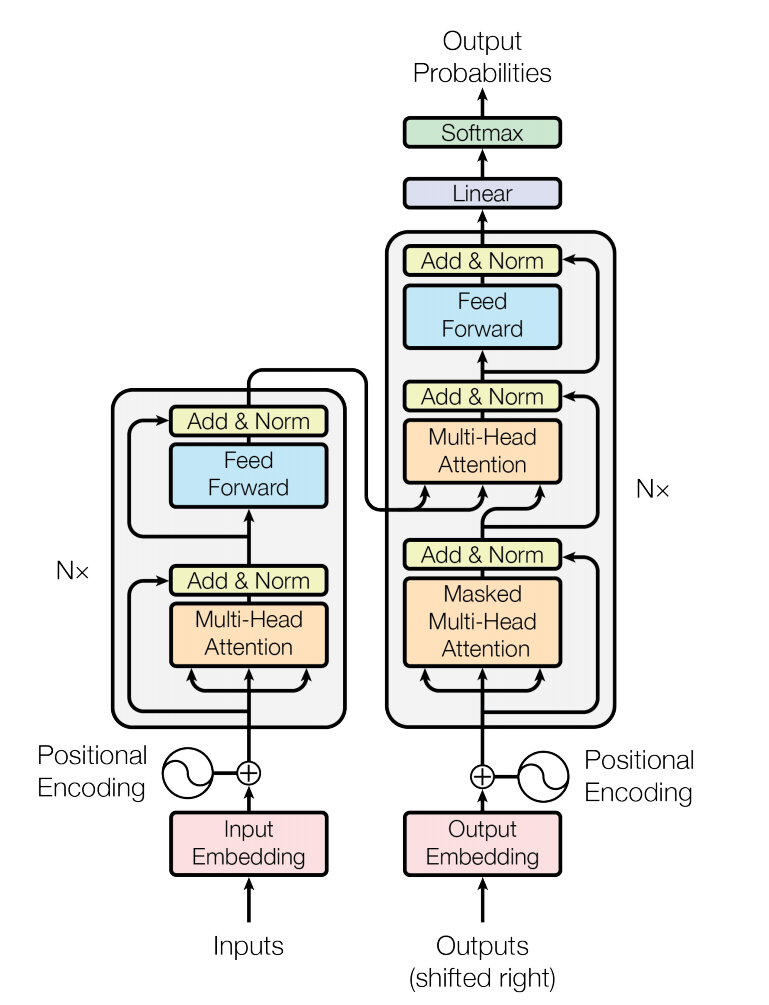 Output
Probabilities
Softmax
Linear
Add & Norm
Feed
Forward
Add & Norm
Multi-Head
Attention
Add & Norm
Masked
Multi-Head
Attention
N×
Add & Norm
Feed
Forward
Add & Norm
Multi-Head
Attention
N×
Positional
Encoding
Positional
Encoding
Input
Embedding
Output
Embedding
Inputs
Outputs
(shifted right)